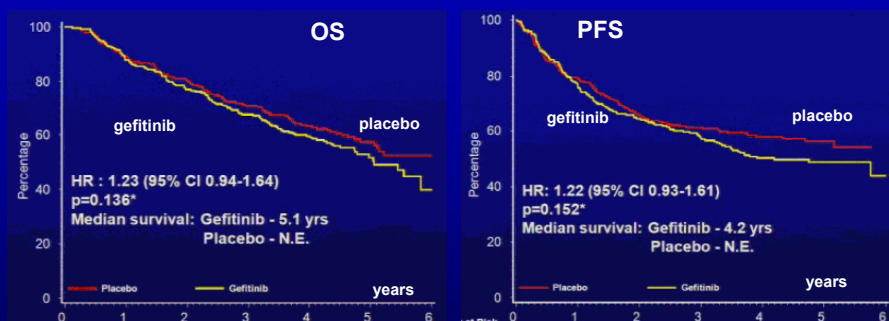 OS
100
80
60
40
20
0
Percentage
gefitinib
placebo
HR : 1.23 (95% CI 0.94-1.64)
p=0.136*
Median survival: Gefitinib - 5.1 yrs
Placebo - N.E.
Placebo
Gefitinib
years
0 1 2 3 4 5 6
PFS
100
80
60
40
20
0
Percentage
gefitinib
placebo
HR: 1.22 (95% CI 0.93-1.61)
p=0.152*
Median survival: Gefitinib - 4.2 yrs
Placebo - N.E.
Placebo
Gefitinib
years
0 1 2 3 4 5 6